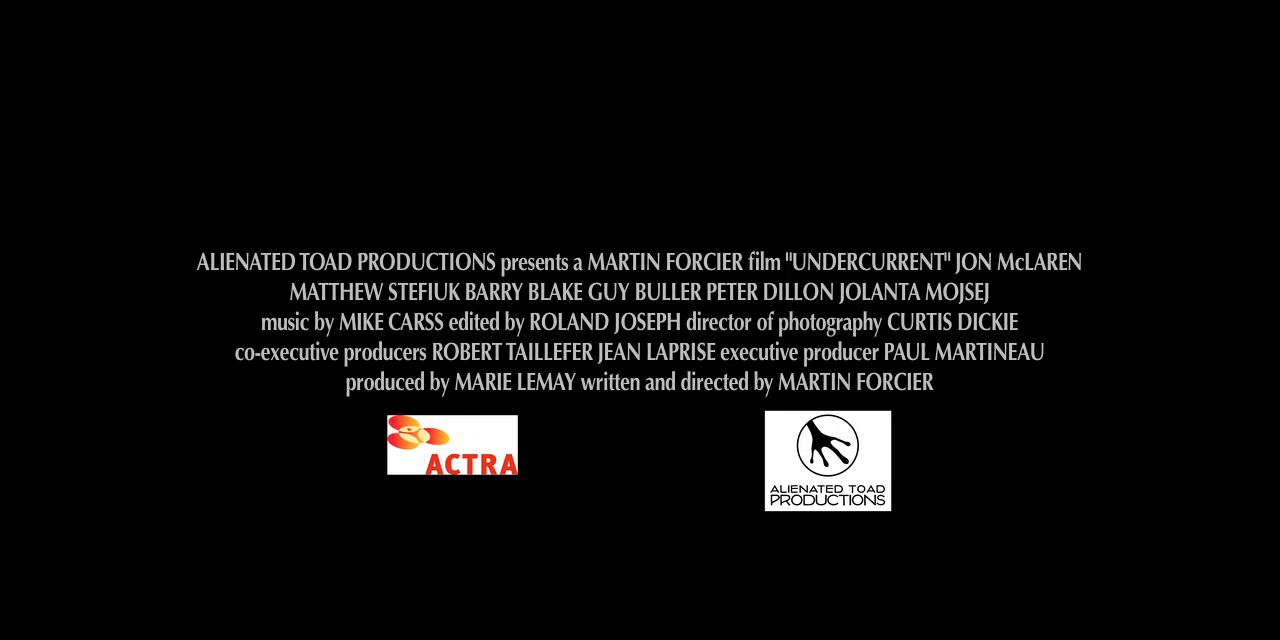 ALIENATED TOAD PRODUCTIONS presents a MARTIN FORCIER film "UNDERCURRENT" JON McLAREN
MATTHEW STEFIUK BARRY BLAKE GUY BULLER PETER DILLON JOLANTA MOJSEJ
music by MIKE CARSS edited by ROLAND JOSEPH director of photography CURTIS DICKIE
co-executive producers ROBERT TAILLEFER JEAN LAPRISE executive producer PAUL MARTINEAU
produced by MARIE LEMAY written and directed by MARTIN FORCIER
ACTRA
ALIENATED TOAD
PRODUCTIONS